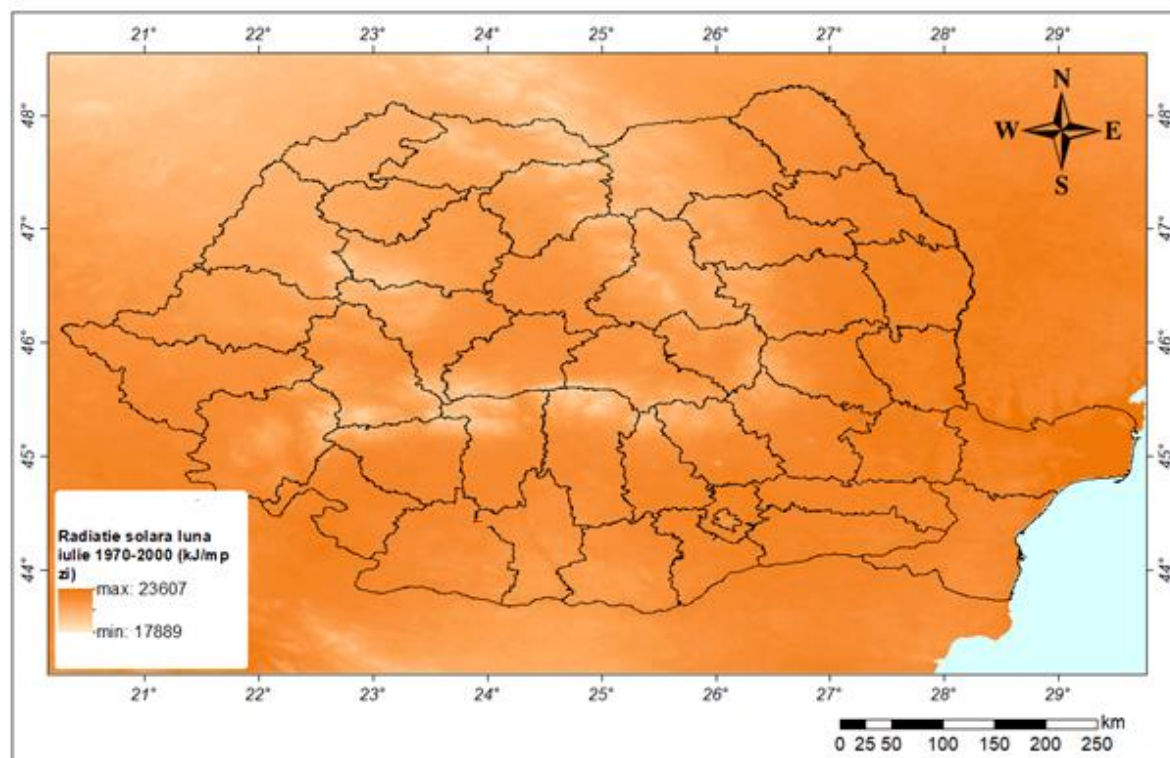 21° 22° 23° 24° 25° 26° 27° 28° 29°
N
W E
S
48° 48°
47° 47°
46° 46°
45° 45°
44° 44°
Radiatie solara luna
iulie 1970-2000 (kJ/mp
zi)
max: 23607
min: 17889
21° 22° 23° 24° 25° 26° 27° 28° 29°
km
0 25 50 100 150 200 250